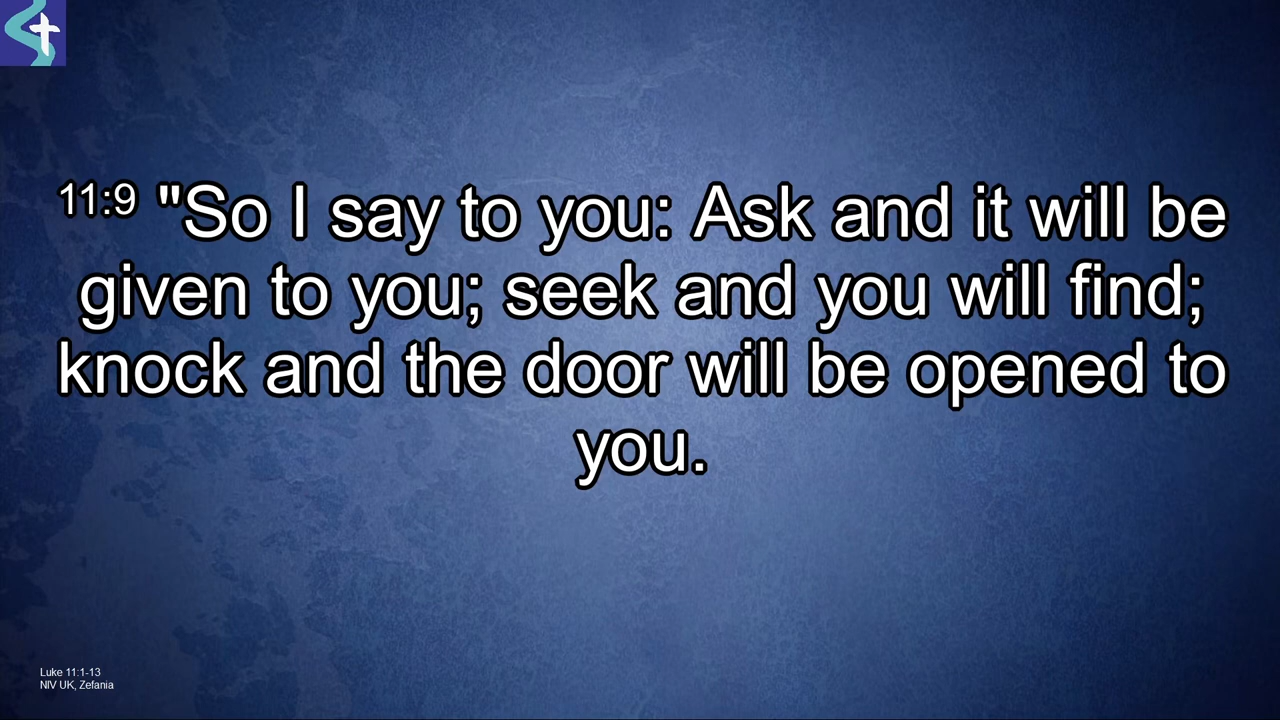 11:9 "So I say to you: Ask and it will be
given to you; seek and you will find;
knock and the door will be opened to
you.
Luke 11:1-13
NIV UK, Zefania